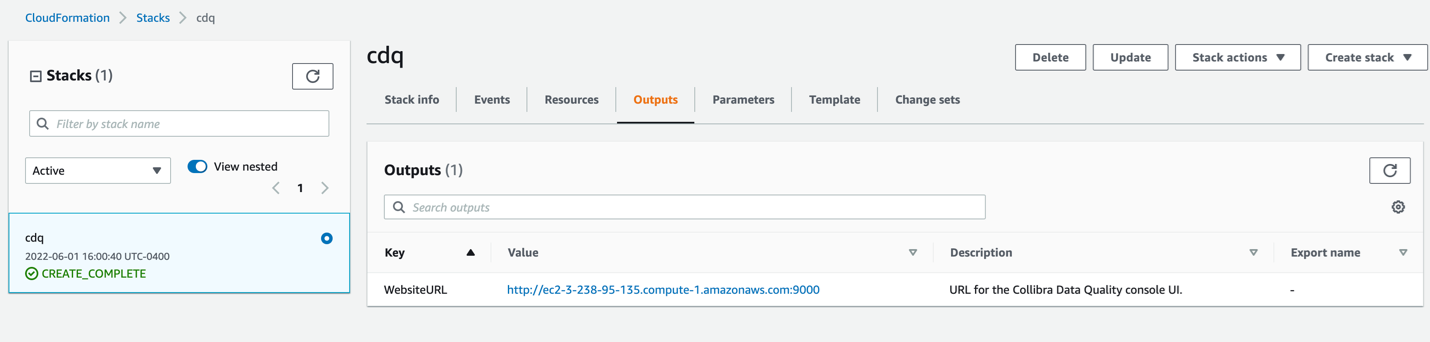 CloudFormation > Stacks > cdq
Stacks (1)
Filter by stack name
Active
View nested
1
cdq
2022-06-01 16:00:40 UTC-0400
CREATE_COMPLETE
cdq
Delete Update Stack actions Create stack
Stack info Events Resources Outputs Parameters Template Change sets
Outputs (1)
Search outputs
Key Value Description Export name
WebsiteURL http://ec2-3-238-95-135.compute-1.amazonaws.com:9000 URL for the Collibra Data Quality console UI. -